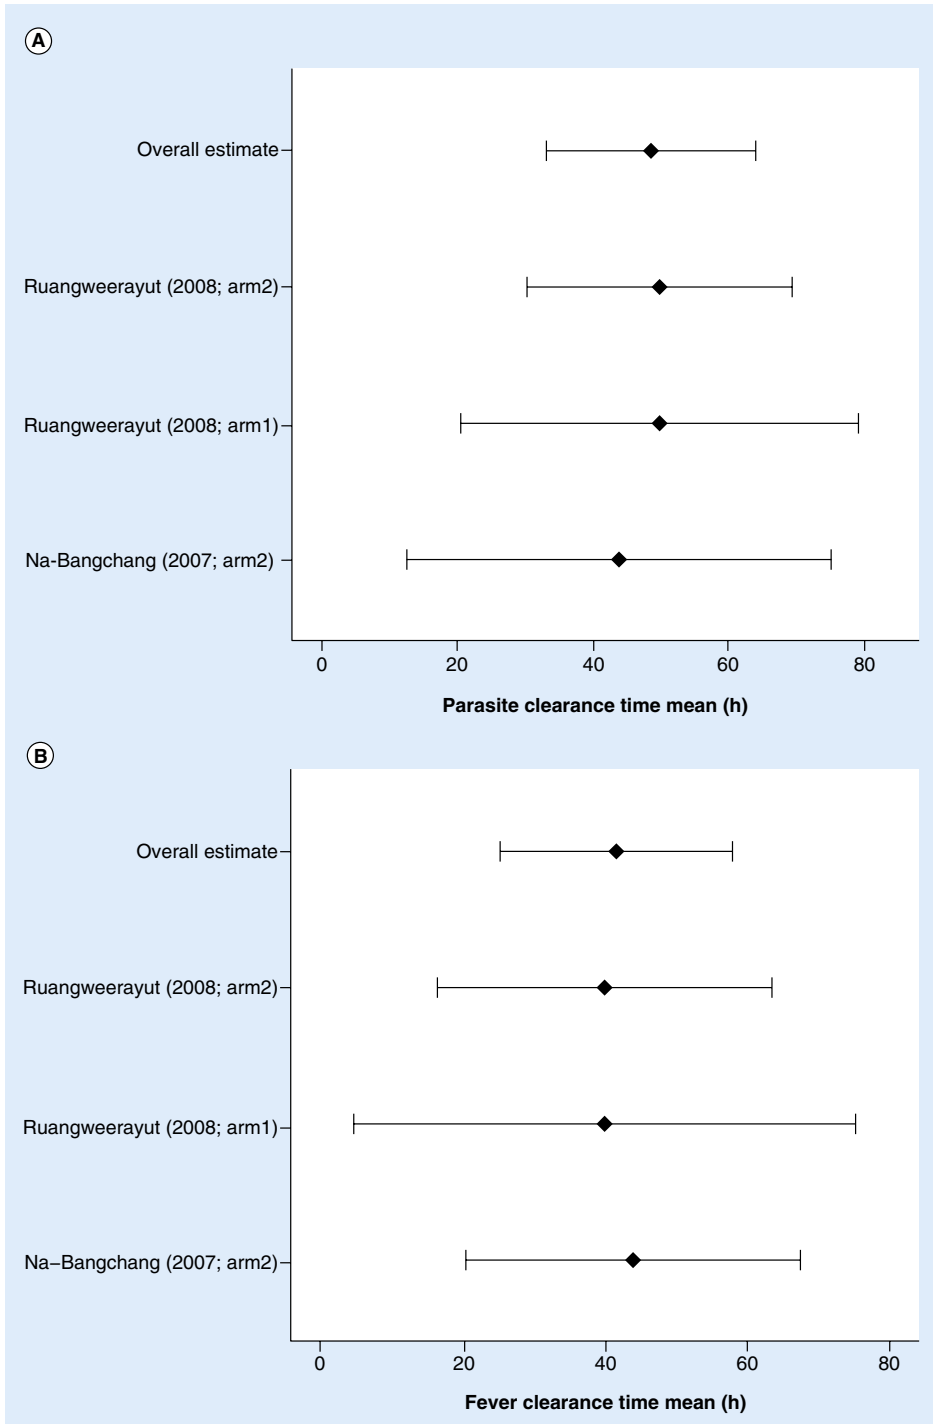 A
Overall estimate
Ruangweerayut (2008; arm2)
Ruangweerayut (2008; arm1)
Na-Bangchang (2007; arm2)
0 20 40 60 80
Parasite clearance time mean (h)
B
Overall estimate
Ruangweerayut (2008; arm2)
Ruangweerayut (2008; arm1)
Na–Bangchang (2007; arm2)
0 20 40 60 80
Fever clearance time mean (h)